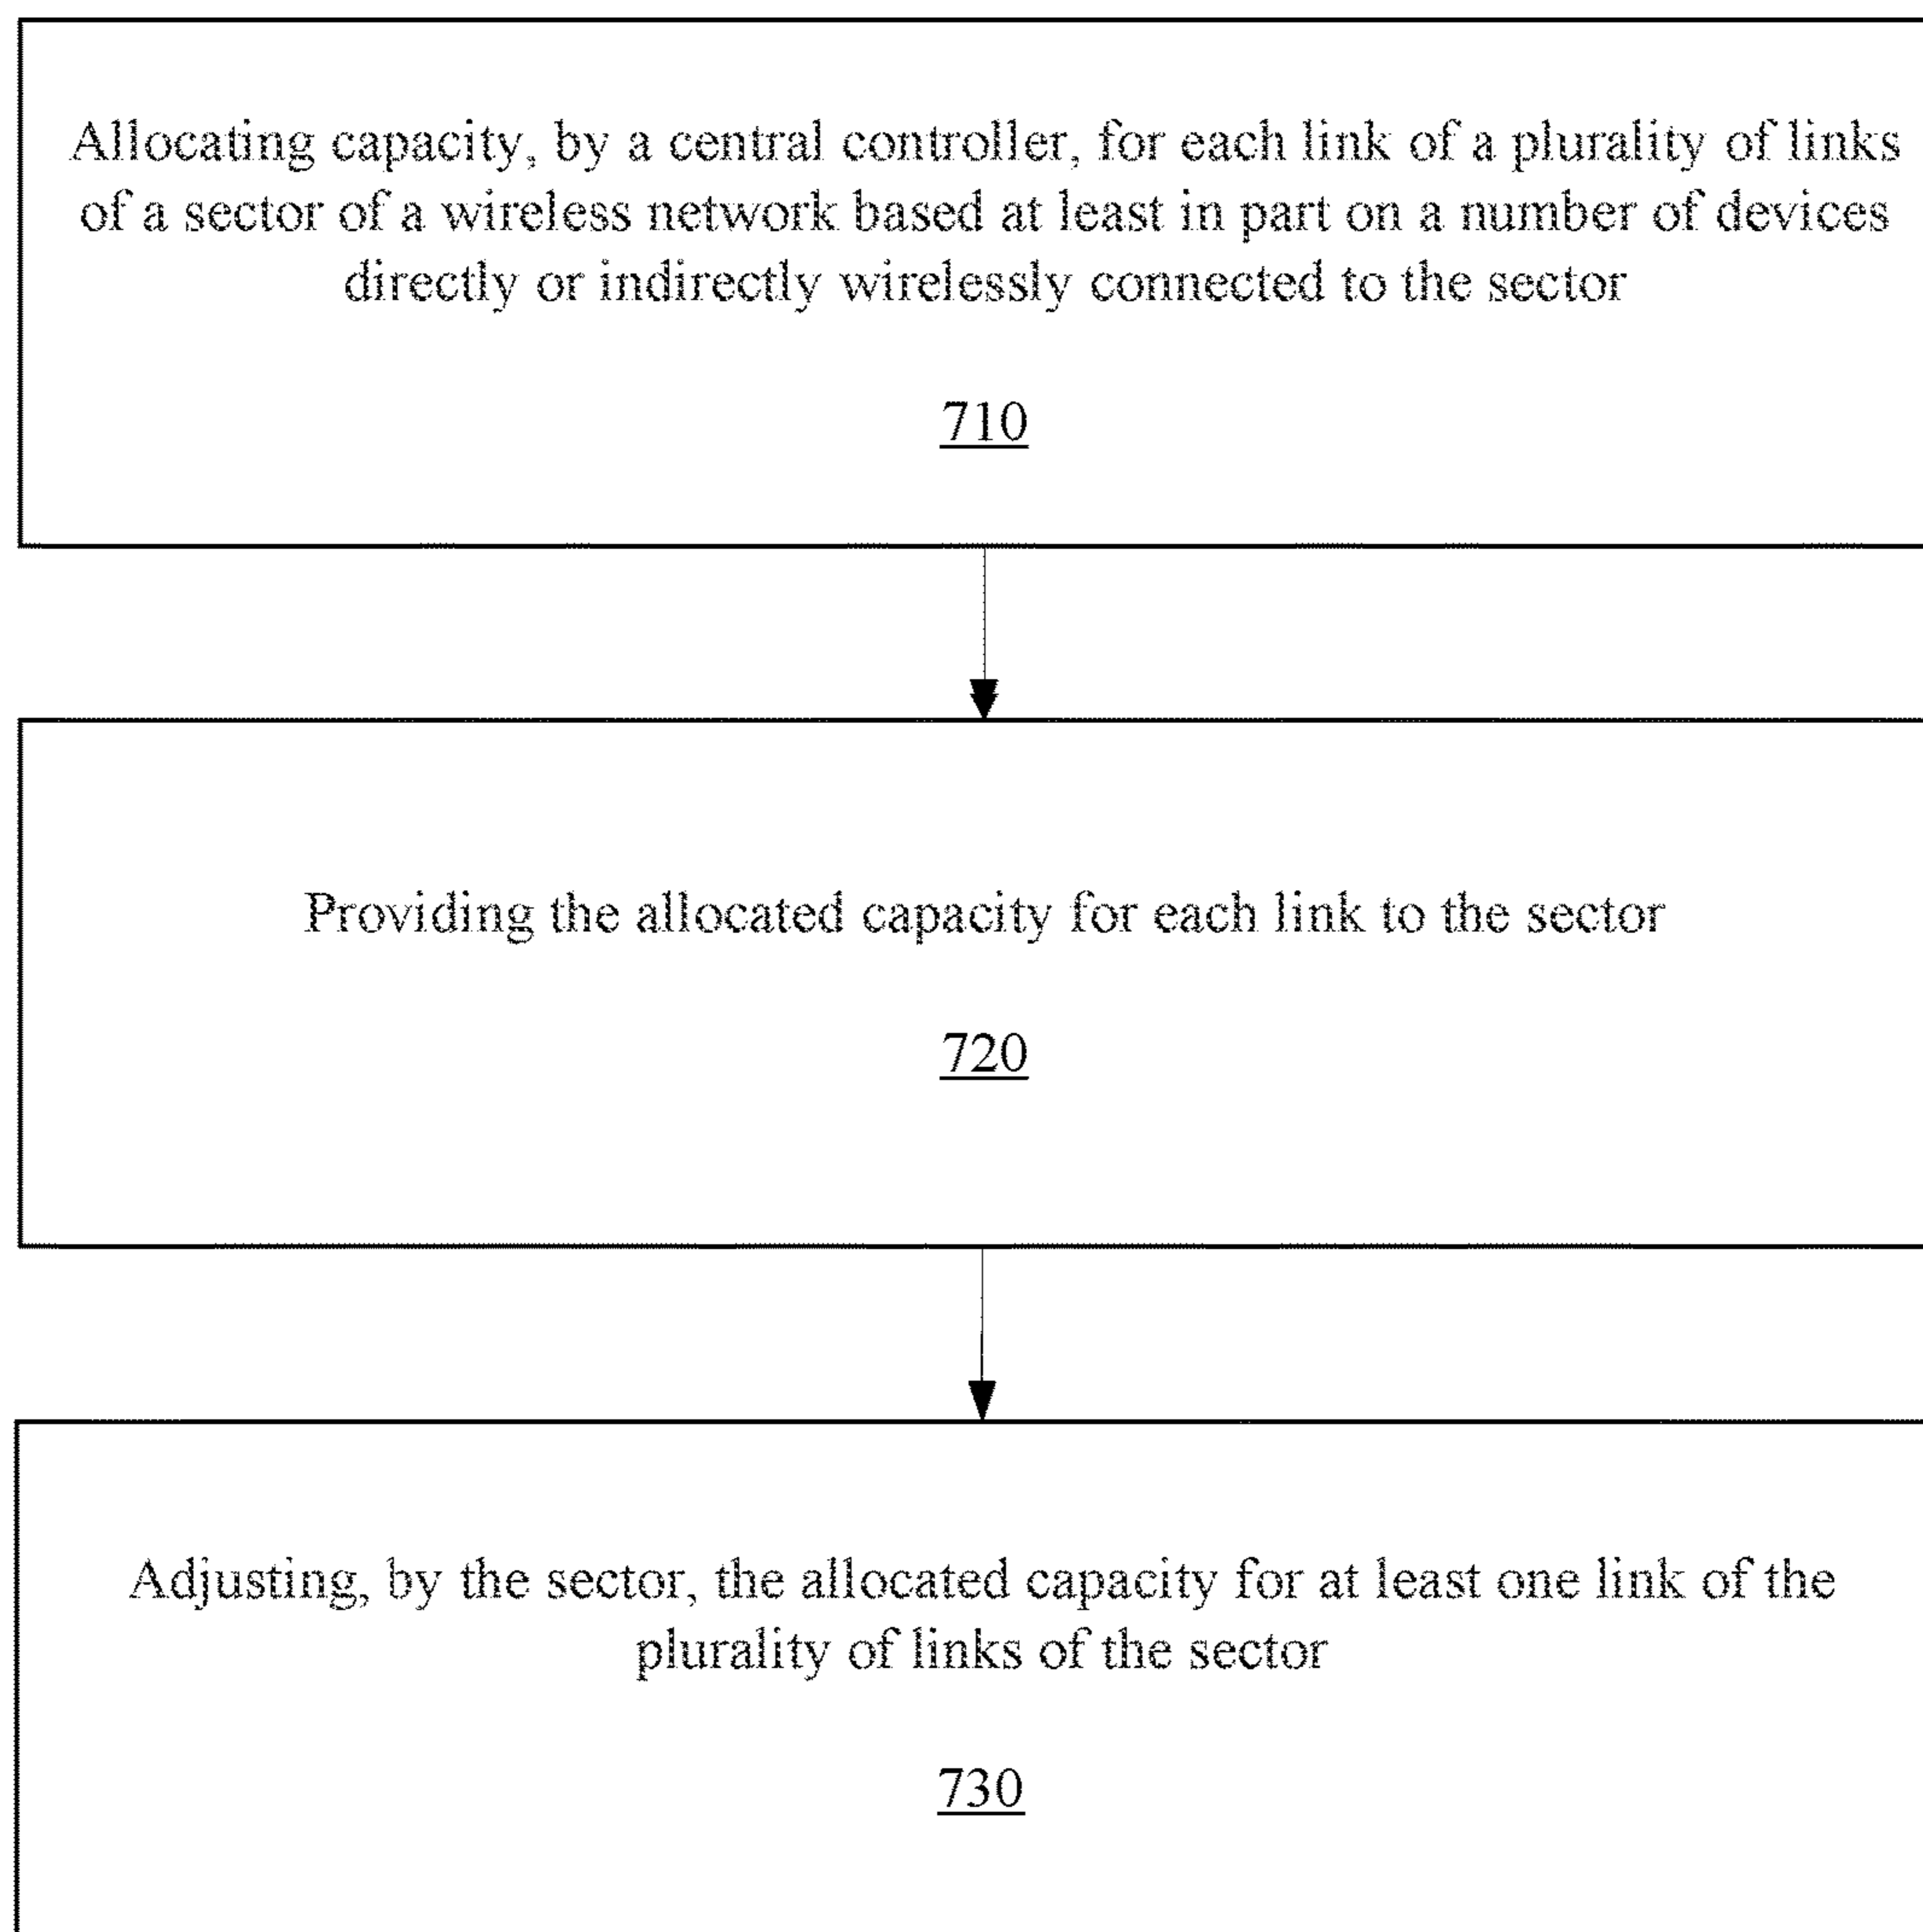 Allocating capacity, by a central controller, for each link of a plurality of links
of a sector of a wireless network based at least in part on a number of devices
directly or indirectly wirelessly connected to the sector
710
Providing the allocated capacity for each link to the sector
720
Adjusting, by the sector, the allocated capacity for at least one link of the
plurality of links of the sector
730